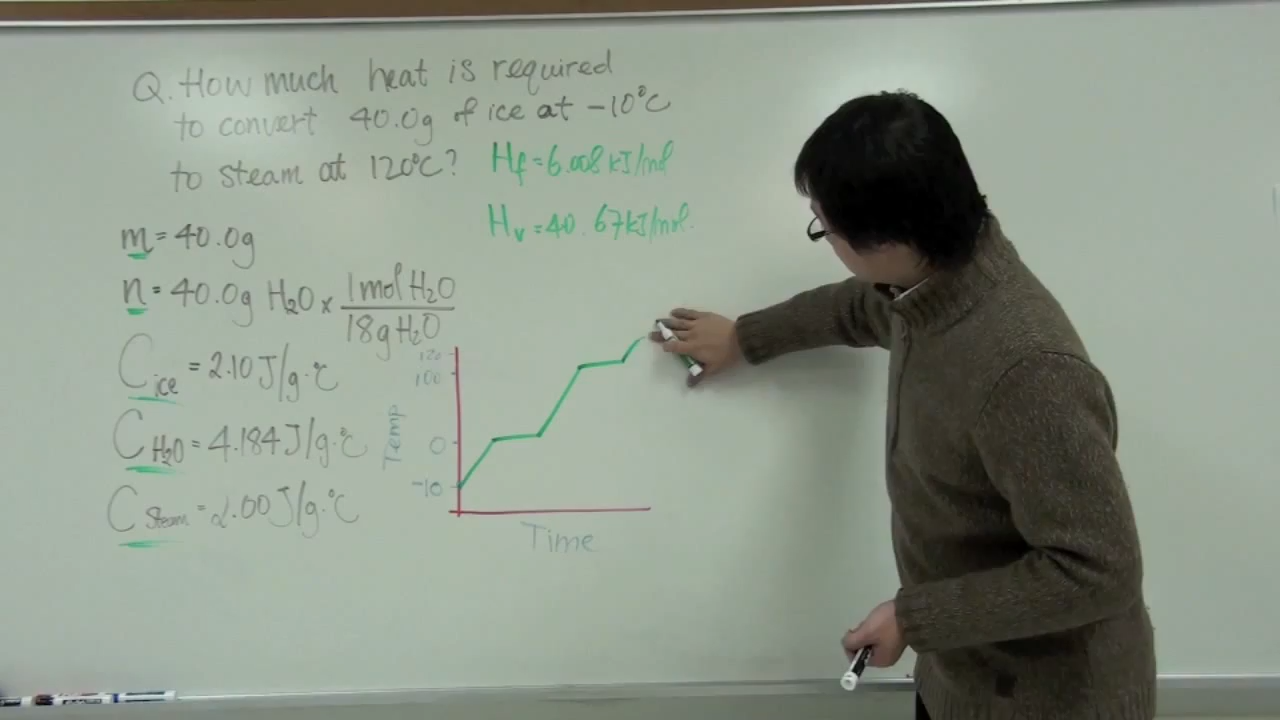 Q. How much heat is required
to convert 40.0g of ice at -10°C
to steam at 120°C?
Hf = 6.008 kJ/mol
Hv = 40.67 kJ/mol.
m = 40.0g
n = 40.0g H2O x 1 mol H2O
18g H2O
Cice = 2.10 J/g·°C
CH2O = 4.184 J/g·°C
CSteam = 2.00 J/g·°C
120
100
0
-10
Temp
Time